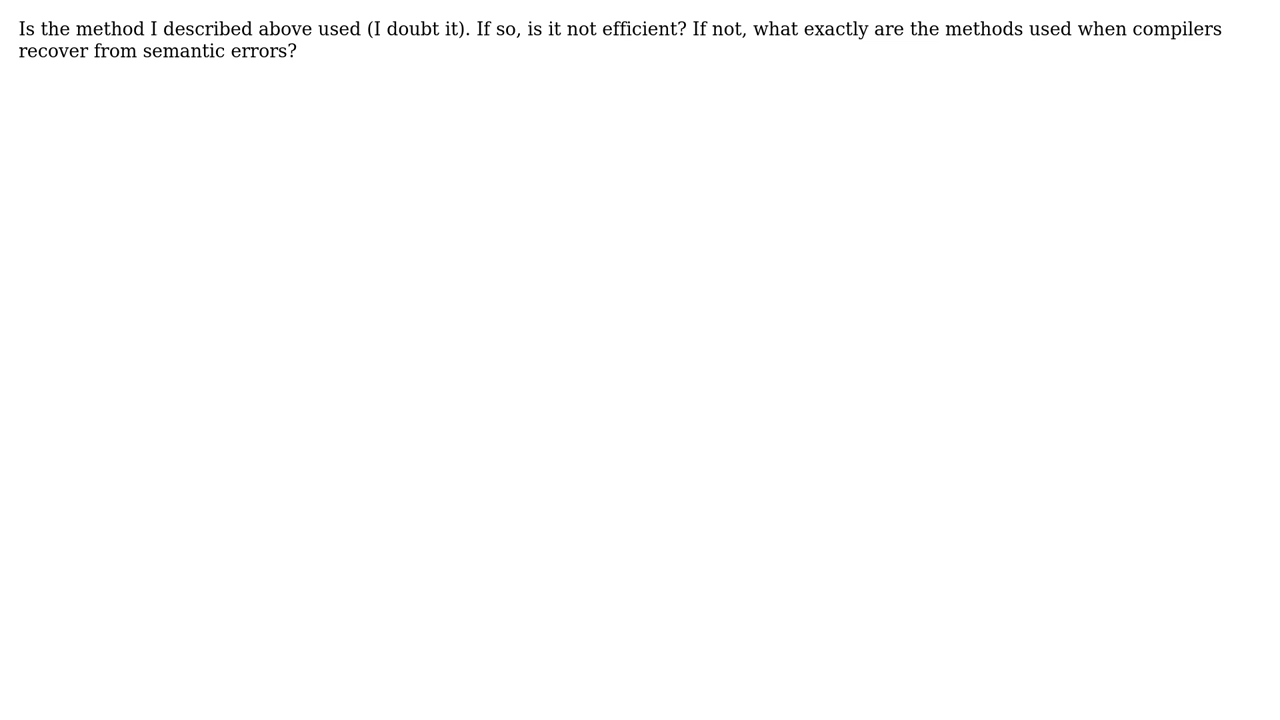 Is the method I described above used (I doubt it). If so, is it not efficient? If not, what exactly are the methods used when compilers
recover from semantic errors?